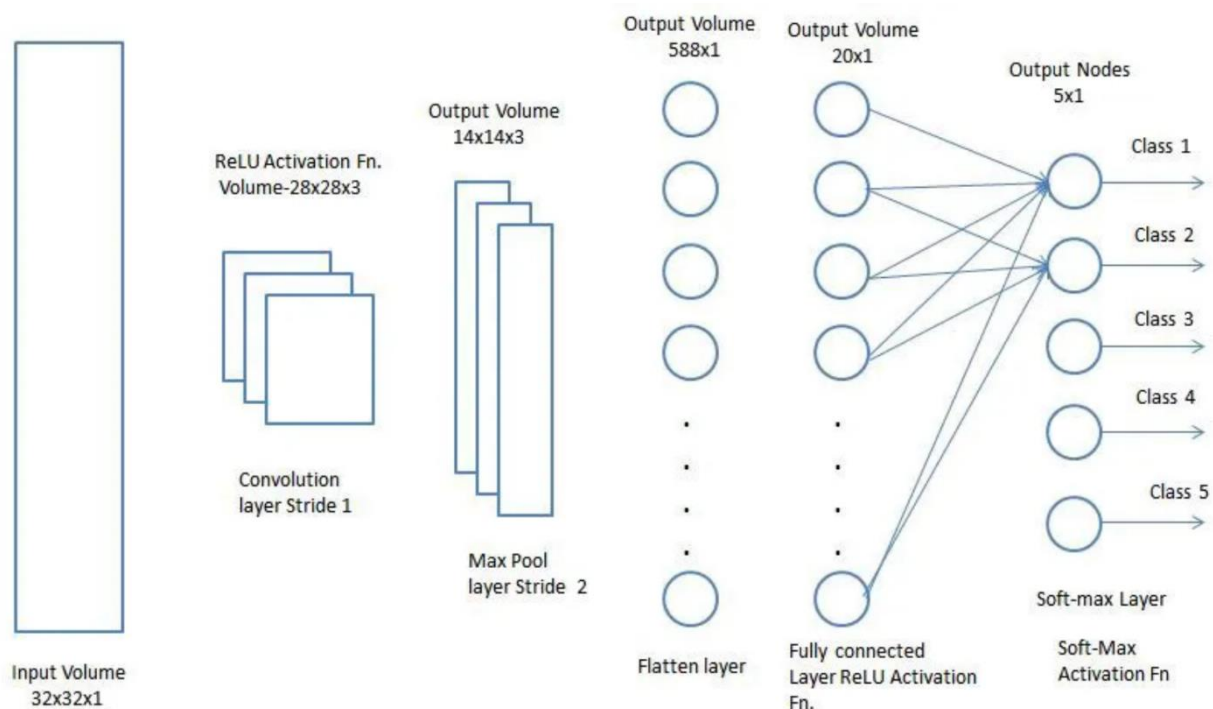 Input Volume
32x32x1
ReLU Activation Fn.
Volume-28x28x3
Convolution
layer Stride 1
Output Volume
14x14x3
Max Pool
layer Stride 2
Output Volume
588x1
Flatten layer
Output Volume
20x1
Fully connected
Layer ReLU Activation
Fn.
Output Nodes
5x1
Class 1
Class 2
Class 3
Class 4
Class 5
Soft-max Layer
Soft-Max
Activation Fn